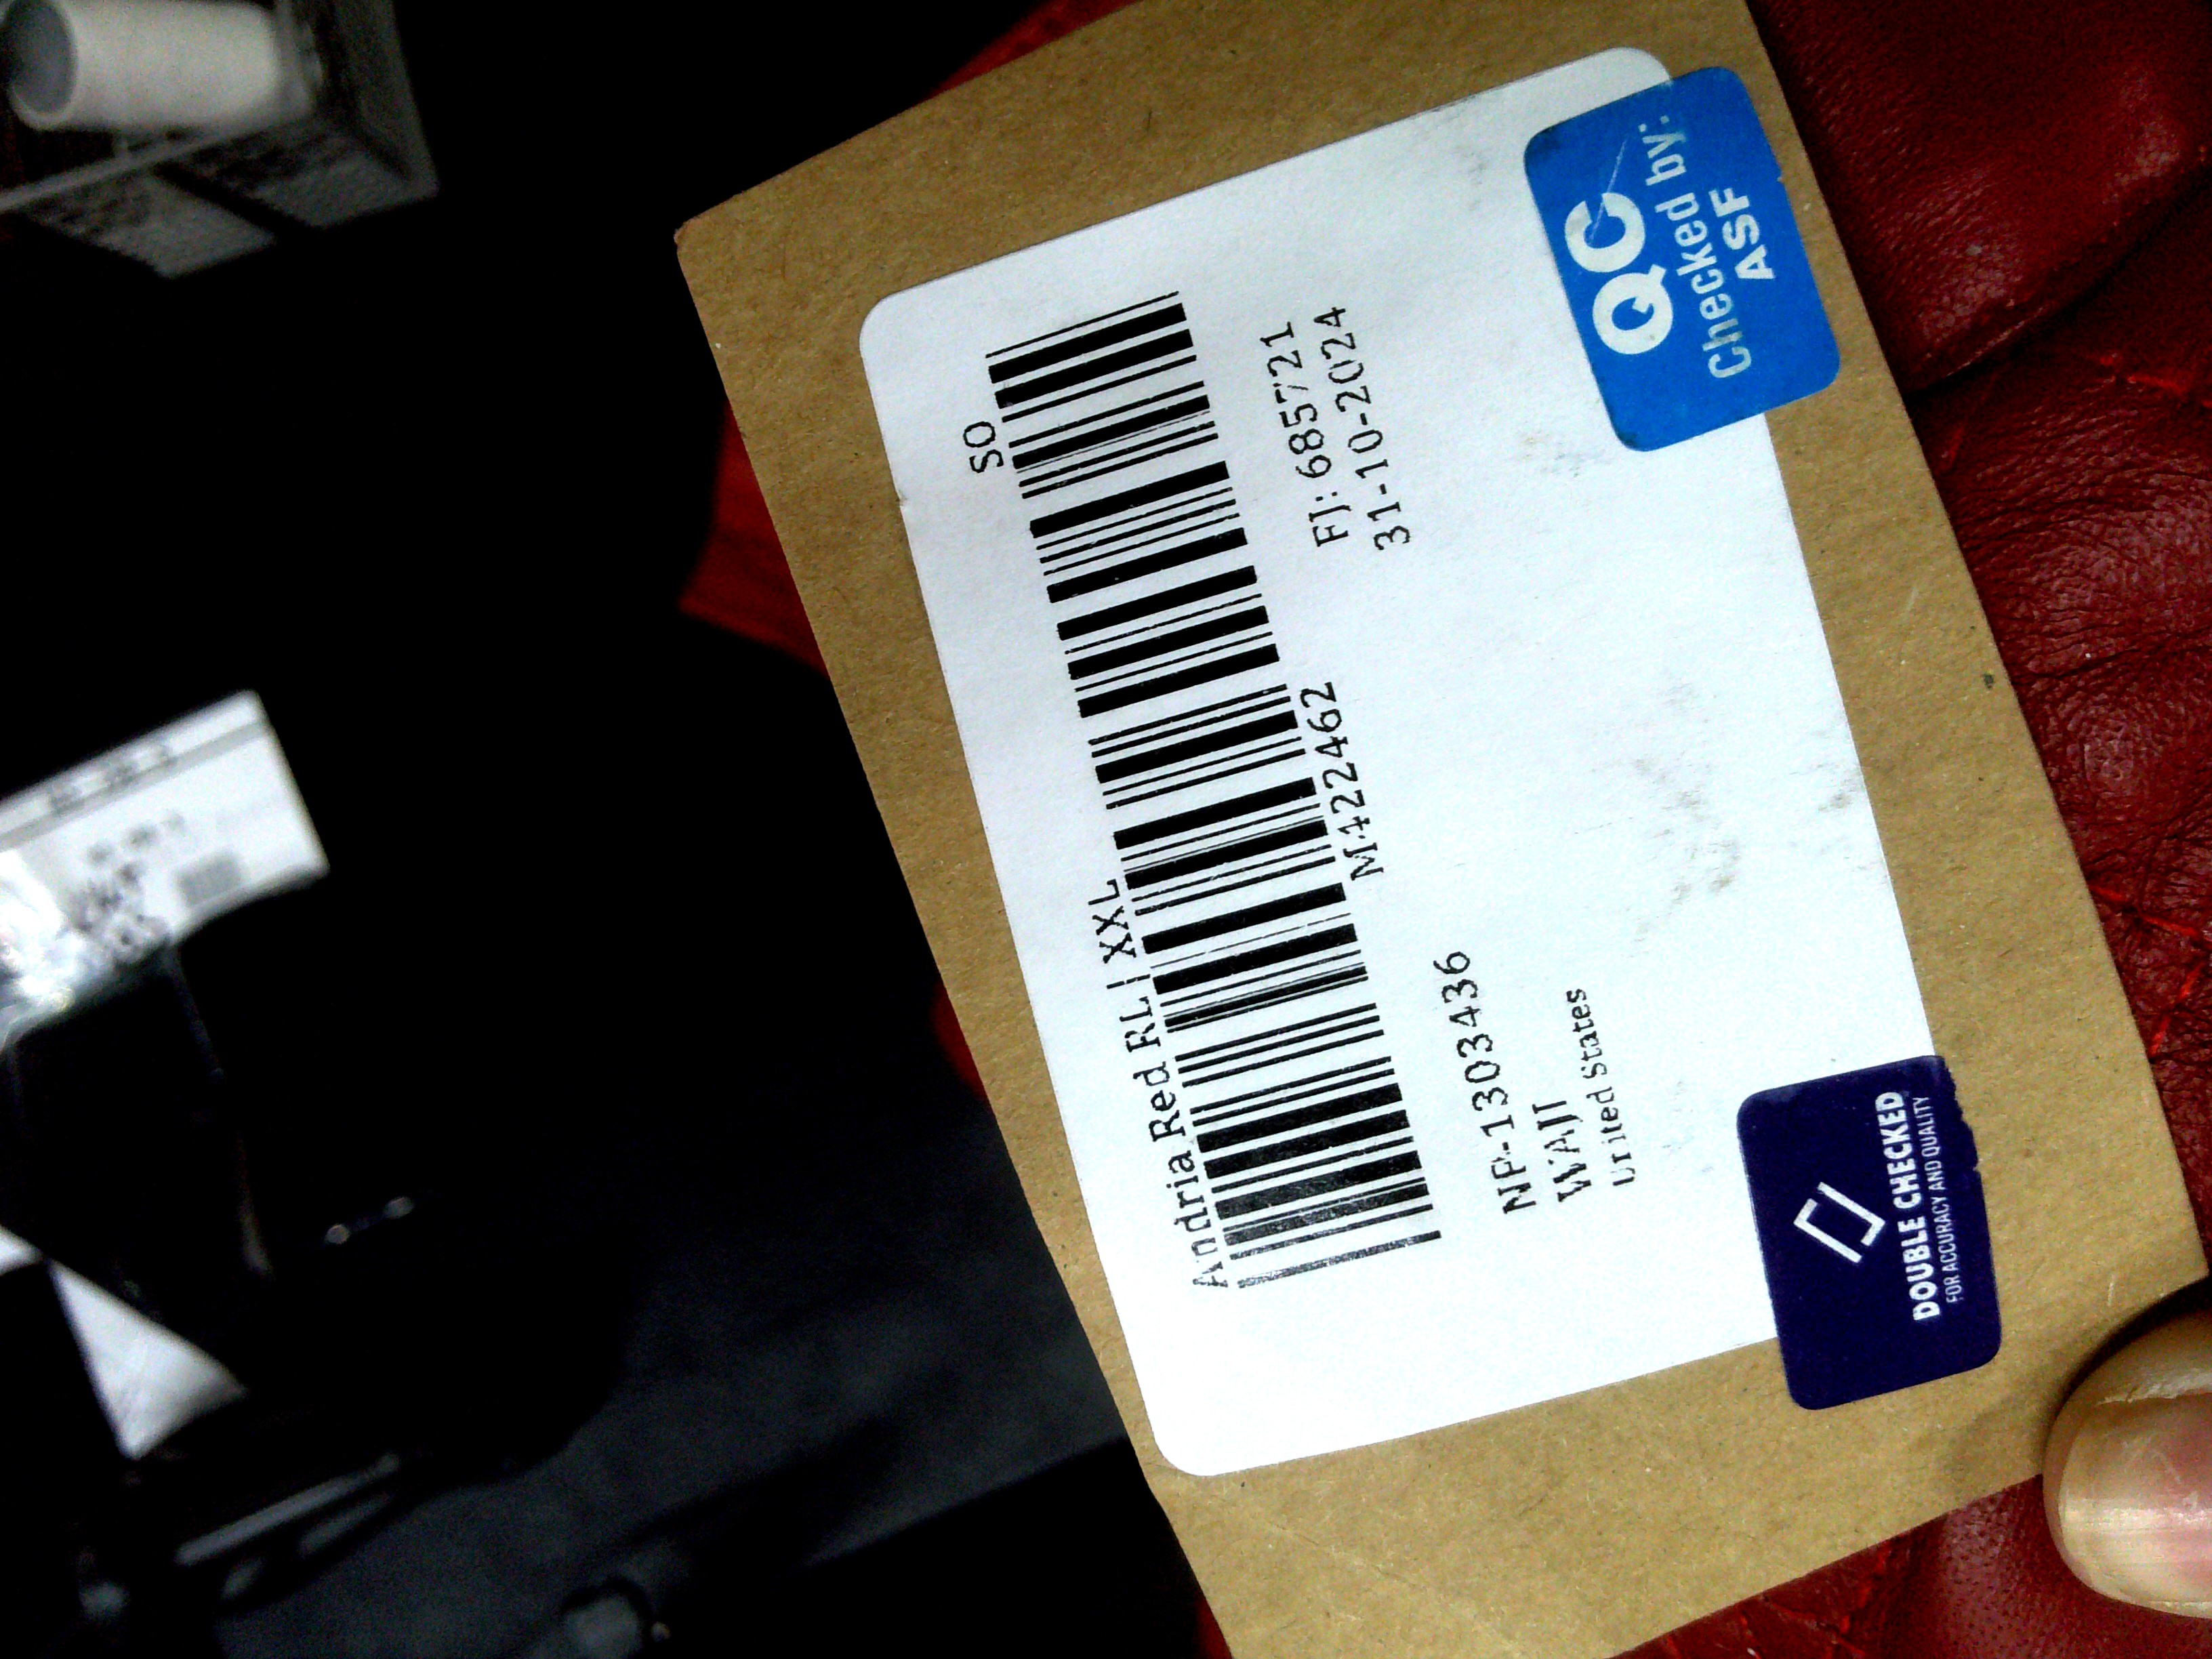 SO
Andria Red RL | XXL
M422462
FJ: 685721
31-10-2024
NP-1303436
WAJI
United States
QC
Checked by:
ASF
DOUBLE CHECKED
FOR ACCURACY AND QUALITY